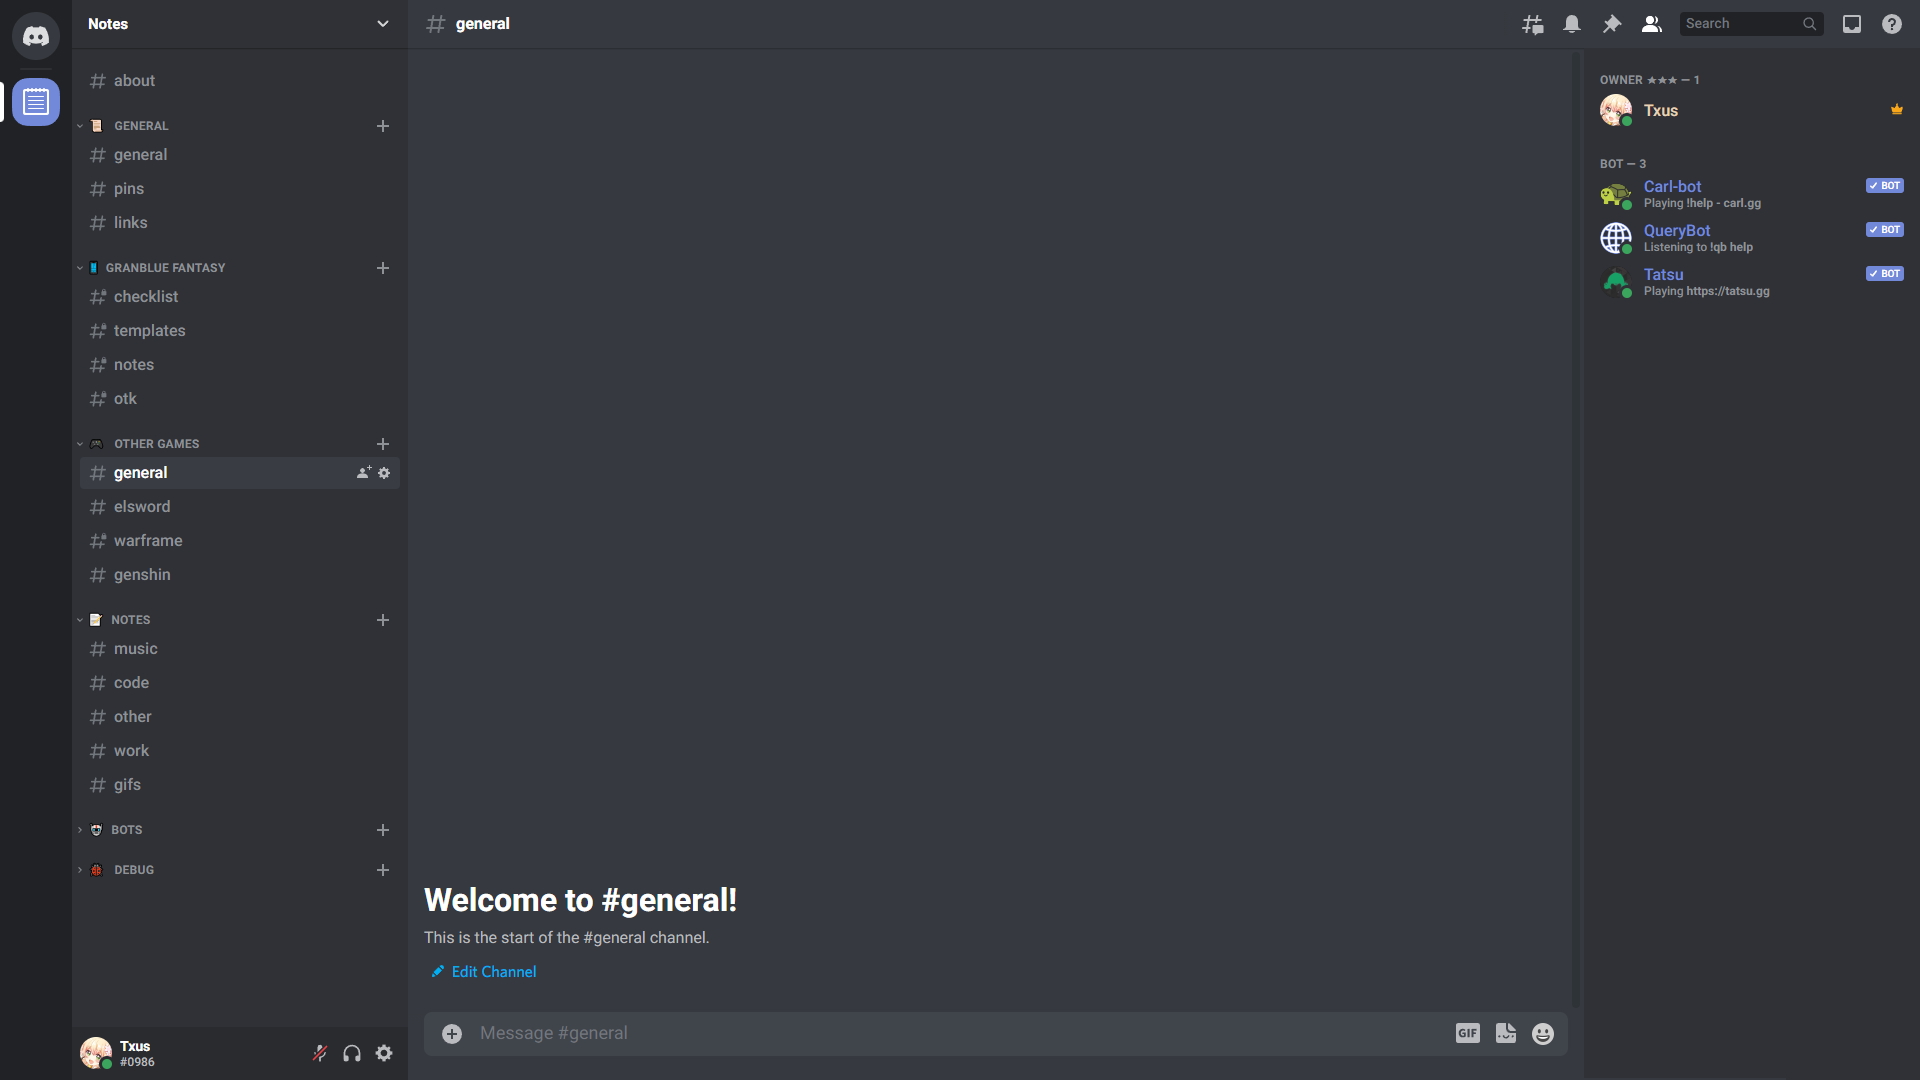 Notes
about
GENERAL
general
pins
links
GRANBLUE FANTASY
checklist
templates
notes
otk
OTHER GAMES
general
elsword
warframe
genshin
NOTES
music
code
other
work
gifs
BOTS
DEBUG
Txus
#0986
general
Search
Welcome to #general!
This is the start of the #general channel.
Edit Channel
Message #general
GIF
OWNER ★★★ — 1
Txus
BOT — 3
Carl-bot
✓ BOT
Playing !help - carl.gg
QueryBot
✓ BOT
Listening to !qb help
Tatsu
✓ BOT
Playing https://tatsu.gg